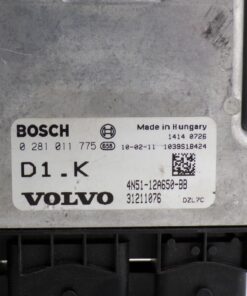 Made in Hungary
BOSCH
1414 0726
0 281 011 775 658 10-02-11 1039S18424
D1.K
4N51-12A650-BB
VOLVO 31211076
DZL7C